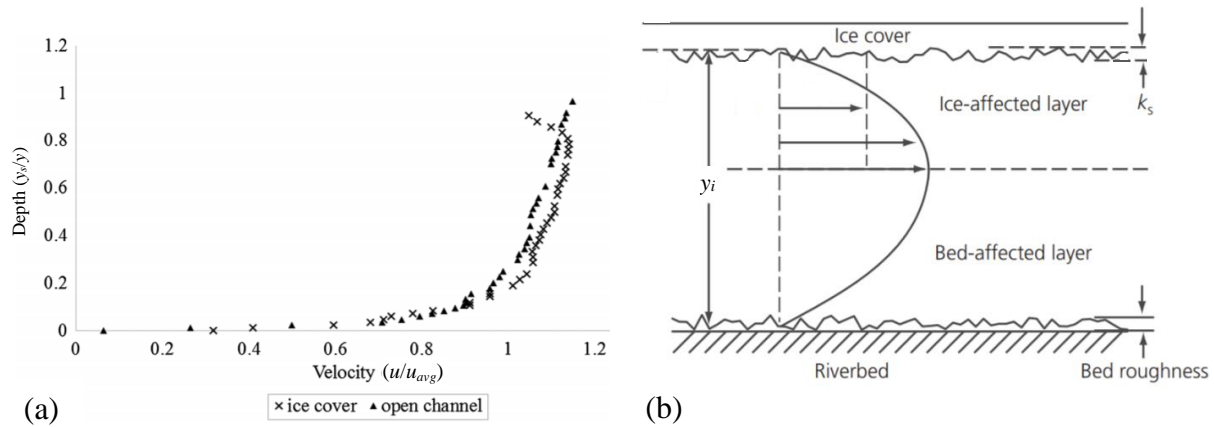 1.2
1
0.8
0.6
0.4
0.2
0
Depth (yₛ/y)
0 0.2 0.4 0.6 0.8 1 1.2
Velocity (u/u_avg)
× ice cover ▲ open channel
(a)
Ice cover
Ice-affected layer
kₛ
yᵢ
Bed-affected layer
Riverbed
Bed roughness
(b)